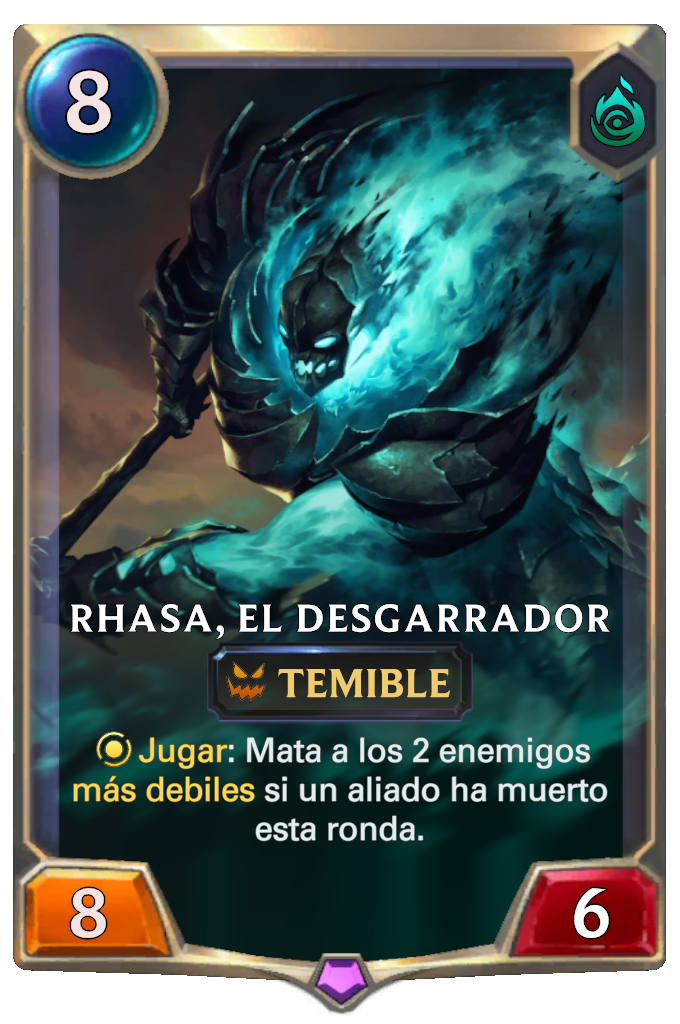 8
RHASA, EL DESGARRADOR
TEMIBLE
Jugar: Mata a los 2 enemigos
más debiles si un aliado ha muerto
esta ronda.
8
6